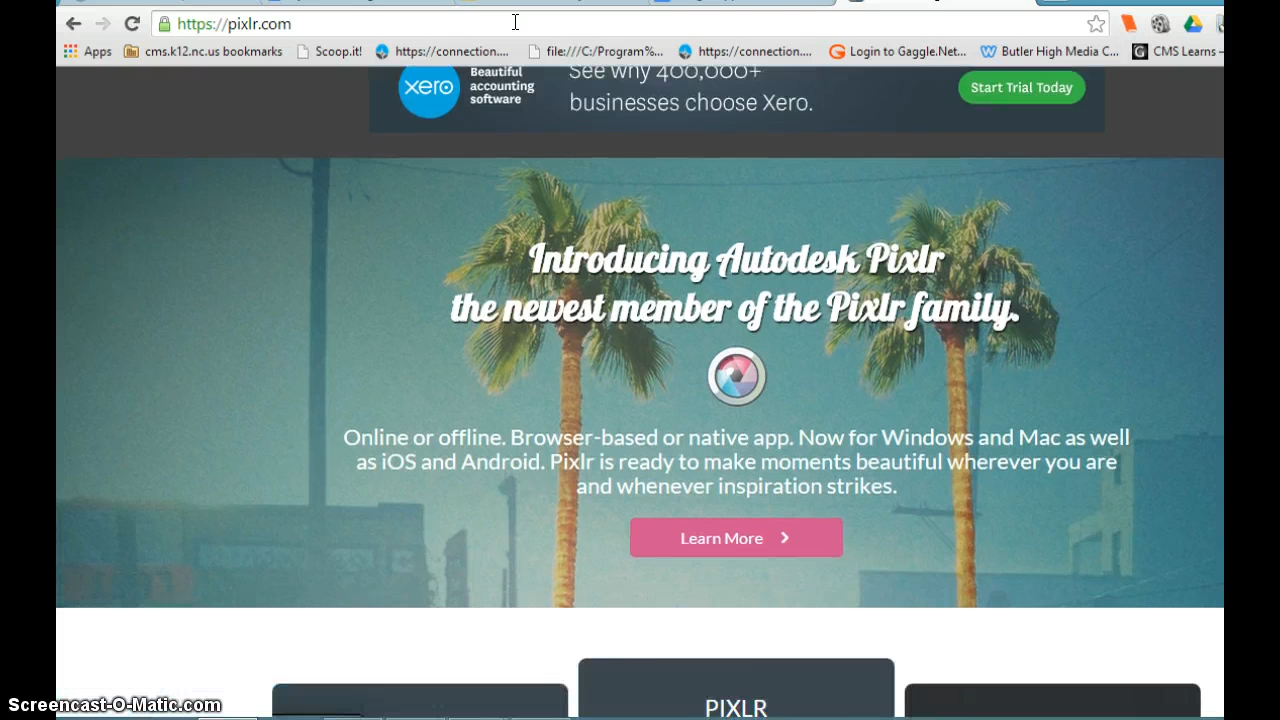 https://pixlr.com
Apps cms.k12.nc.us bookmarks Scoop.it! https://connection.... file:///C:/Program%... https://connection.... Login to Gaggle.Net... Butler High Media C... CMS Learns –
xero
Beautiful
accounting
software
See why 400,000+
businesses choose Xero.
Start Trial Today
Introducing Autodesk Pixlr
the newest member of the Pixlr family.
Online or offline. Browser-based or native app. Now for Windows and Mac as well
as iOS and Android. Pixlr is ready to make moments beautiful wherever you are
and whenever inspiration strikes.
Learn More
PIXLR
Screencast-O-Matic.com